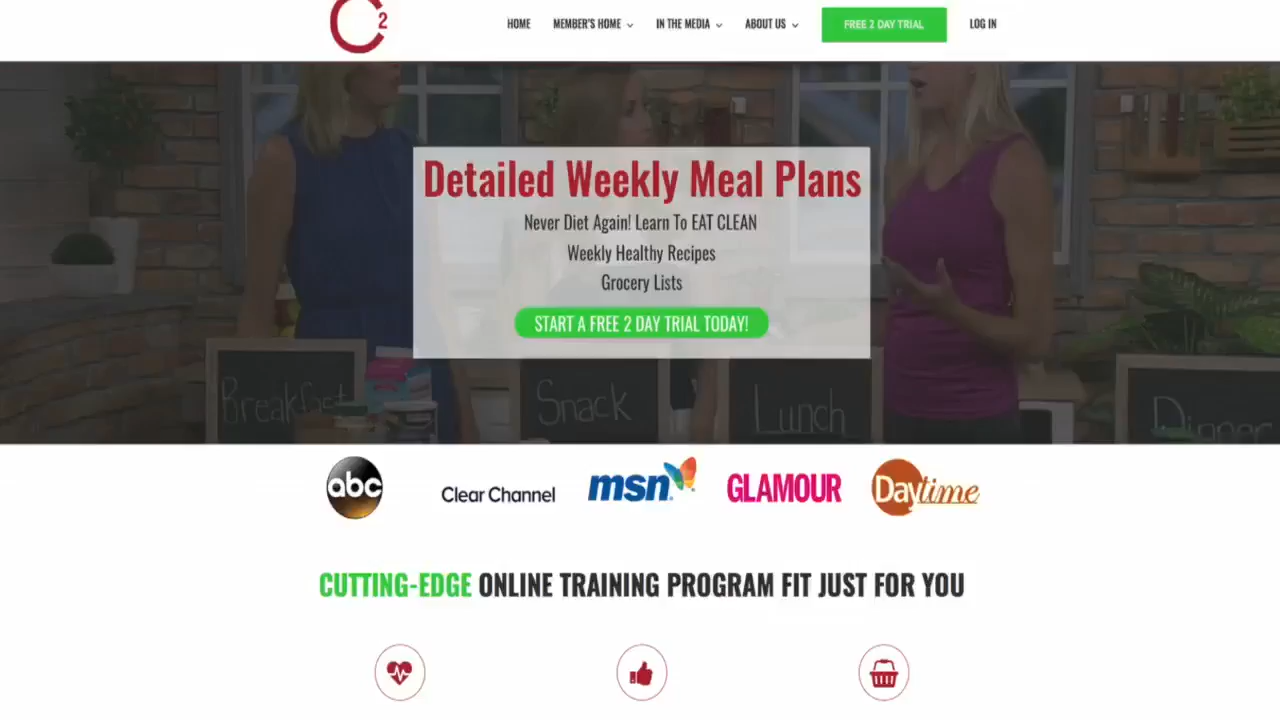 C2
HOME MEMBER'S HOME IN THE MEDIA ABOUT US FREE 2 DAY TRIAL LOG IN
Detailed Weekly Meal Plans
Never Diet Again! Learn To EAT CLEAN
Weekly Healthy Recipes
Grocery Lists
START A FREE 2 DAY TRIAL TODAY!
Breakfast Snack Lunch Dinner
abc Clear Channel msn GLAMOUR Daytime
CUTTING-EDGE ONLINE TRAINING PROGRAM FIT JUST FOR YOU